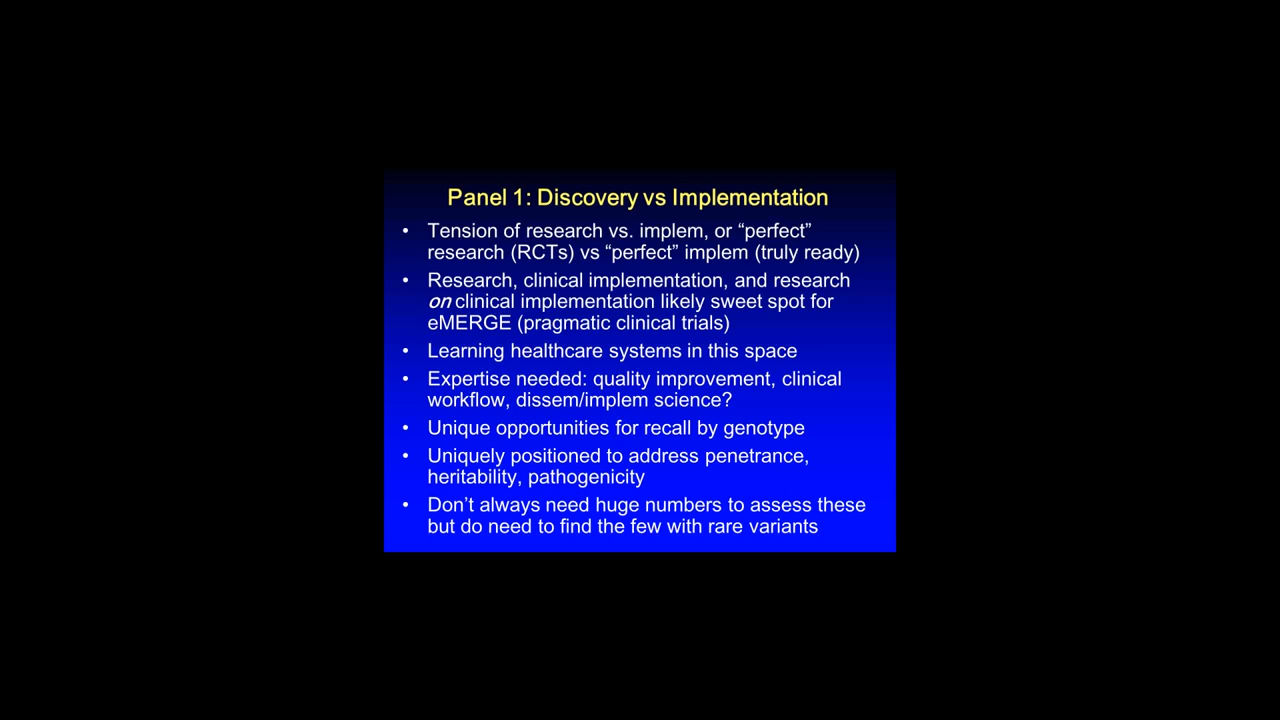 Panel 1: Discovery vs Implementation
• Tension of research vs. implem, or “perfect”
research (RCTs) vs “perfect” implem (truly ready)
• Research, clinical implementation, and research
on clinical implementation likely sweet spot for
eMERGE (pragmatic clinical trials)
• Learning healthcare systems in this space
• Expertise needed: quality improvement, clinical
workflow, dissem/implem science?
• Unique opportunities for recall by genotype
• Uniquely positioned to address penetrance,
heritability, pathogenicity
• Don’t always need huge numbers to assess these
but do need to find the few with rare variants